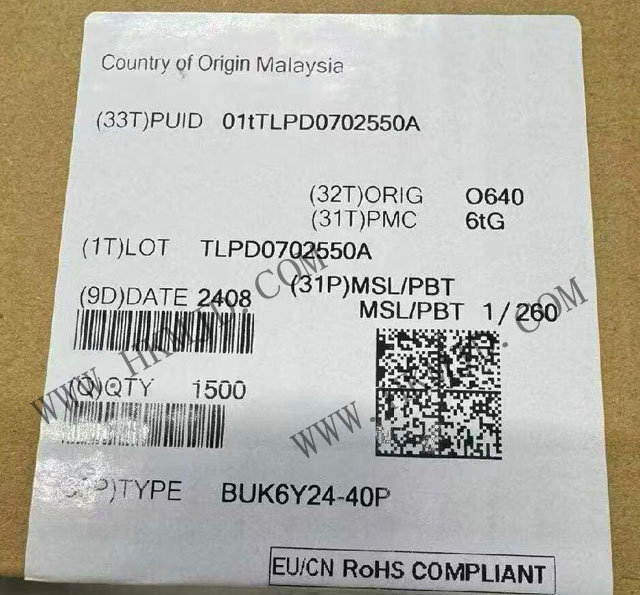 Country of Origin Malaysia
(33T)PUID 01tTLPD0702550A
(32T)ORIG O640
(31T)PMC 6tG
(1T)LOT TLPD0702550A
(31P)MSL/PBT
(9D)DATE 2408
MSL/PBT 1/260
(Q)QTY 1500
P)TYPE BUK6Y24-40P
EU/CN RoHS COMPLIANT